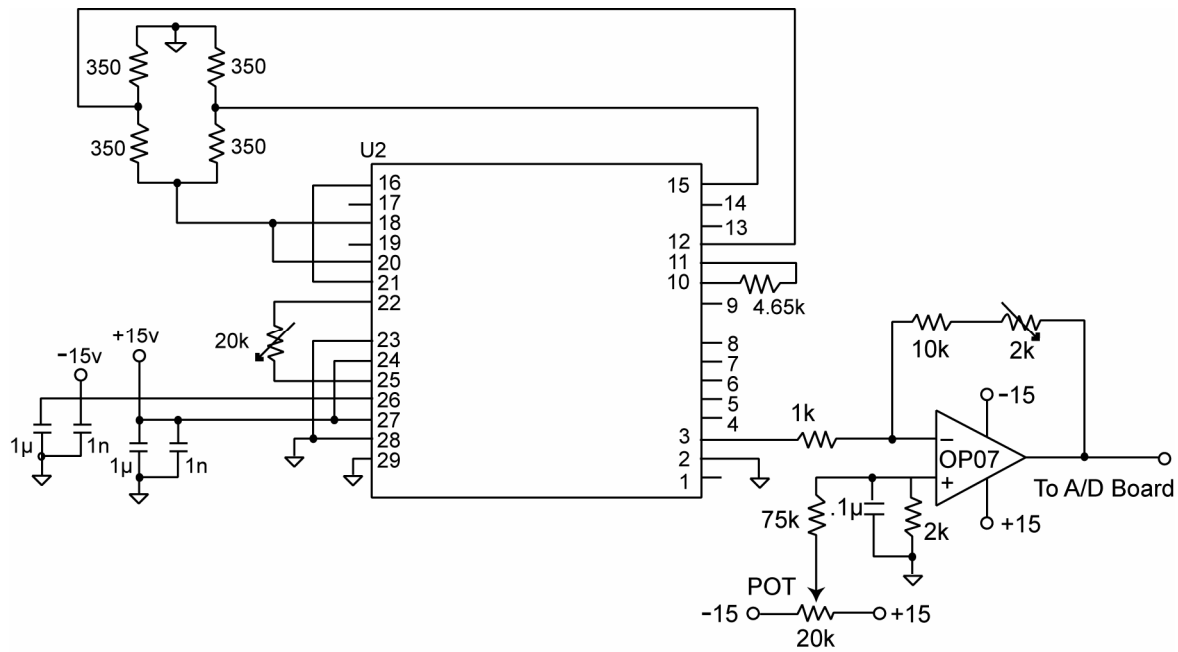 350
350
350
350
U2
16
17
18
19
20
21
22
23
24
25
26
27
28
29
15
14
13
12
11
10
9
8
7
6
5
4
3
2
1
4.65k
20k
+15v
−15v
1µ
1n
1µ
1n
1k
10k
2k
−15
−
OP07
+
+15
To A/D Board
75k
.1µ
2k
POT
−15
+15
20k